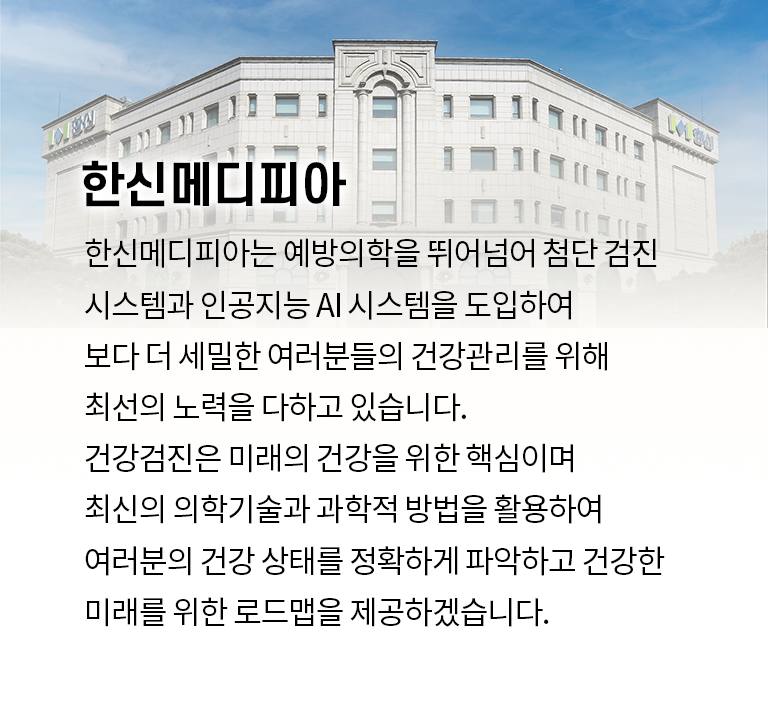 한신
한신
한신메디피아
한신메디피아는 예방의학을 뛰어넘어 첨단 검진
시스템과 인공지능 AI 시스템을 도입하여
보다 더 세밀한 여러분들의 건강관리를 위해
최선의 노력을 다하고 있습니다.
건강검진은 미래의 건강을 위한 핵심이며
최신의 의학기술과 과학적 방법을 활용하여
여러분의 건강 상태를 정확하게 파악하고 건강한
미래를 위한 로드맵을 제공하겠습니다.